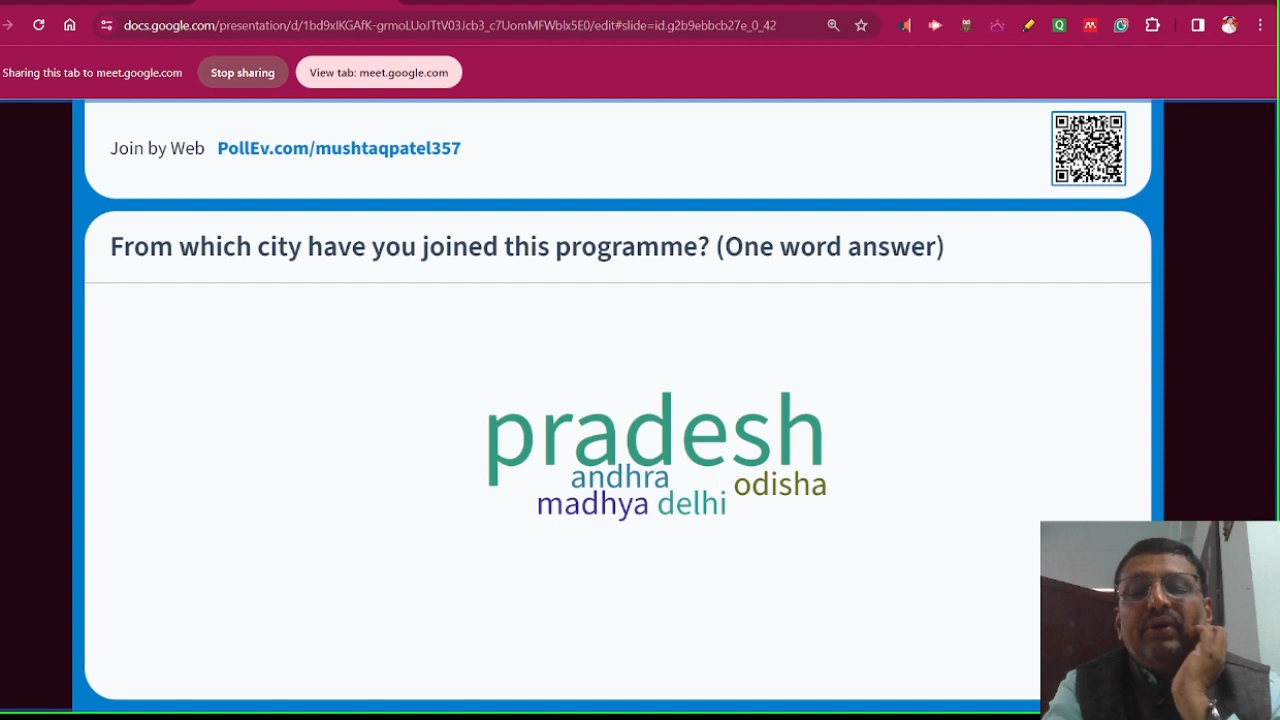 docs.google.com/presentation/d/1bd9xlKGAfK-grmoLUoJTtV03Jcb3_c7UomMFWblx5E0/edit#slide=id.g2b9ebbcb27e_0_42
Sharing this tab to meet.google.com Stop sharing View tab: meet.google.com
Join by Web PollEv.com/mushtaqpatel357
From which city have you joined this programme? (One word answer)
pradesh
andhra odisha
madhya delhi